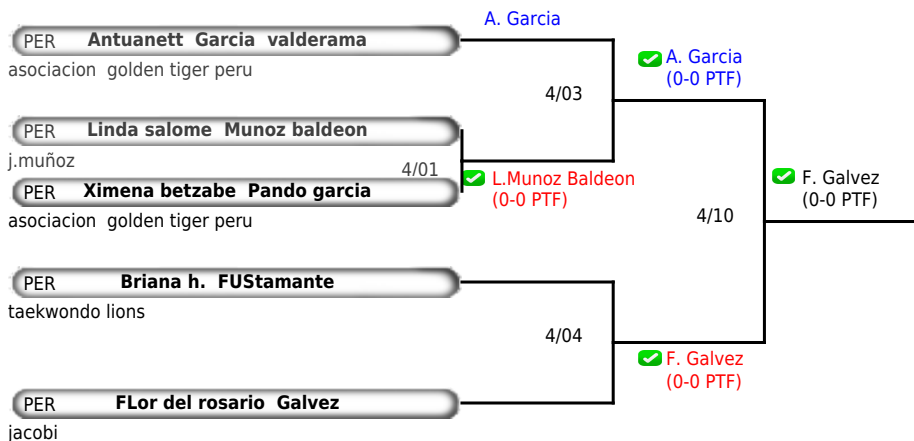 A. Garcia
PER Antuanett Garcia valderama
asociacion golden tiger peru
A. Garcia
(0-0 PTF)
4/03
PER Linda salome Munoz baldeon
j.muñoz
4/01
L.Munoz Baldeon
(0-0 PTF)
PER Ximena betzabe Pando garcia
asociacion golden tiger peru
F. Galvez
(0-0 PTF)
4/10
PER Briana h. FUStamante
taekwondo lions
4/04
F. Galvez
(0-0 PTF)
PER FLor del rosario Galvez
jacobi